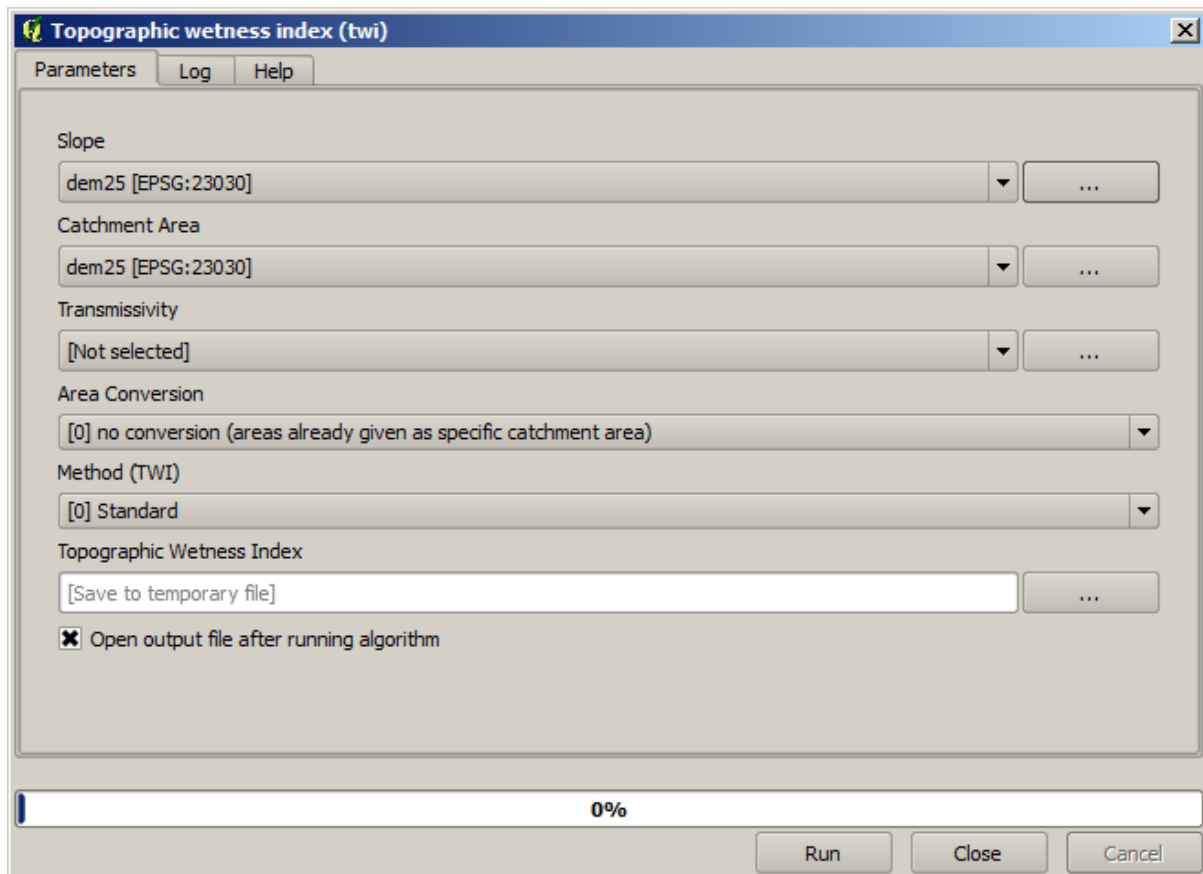 Topographic wetness index (twi)
Parameters Log Help
Slope
dem25 [EPSG:23030]
...
Catchment Area
dem25 [EPSG:23030]
...
Transmissivity
[Not selected]
...
Area Conversion
[0] no conversion (areas already given as specific catchment area)
Method (TWI)
[0] Standard
Topographic Wetness Index
[Save to temporary file]
...
Open output file after running algorithm
0%
Run Close Cancel